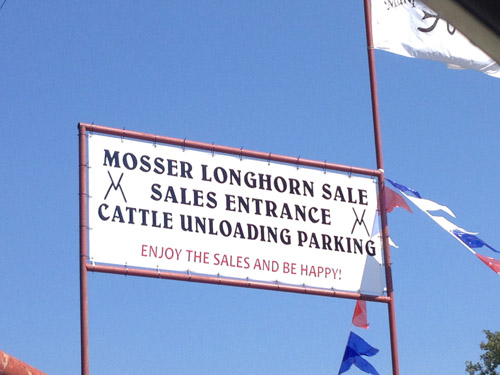 MOSSER LONGHORN SALE
SALES ENTRANCE
CATTLE UNLOADING PARKING
ENJOY THE SALES AND BE HAPPY!